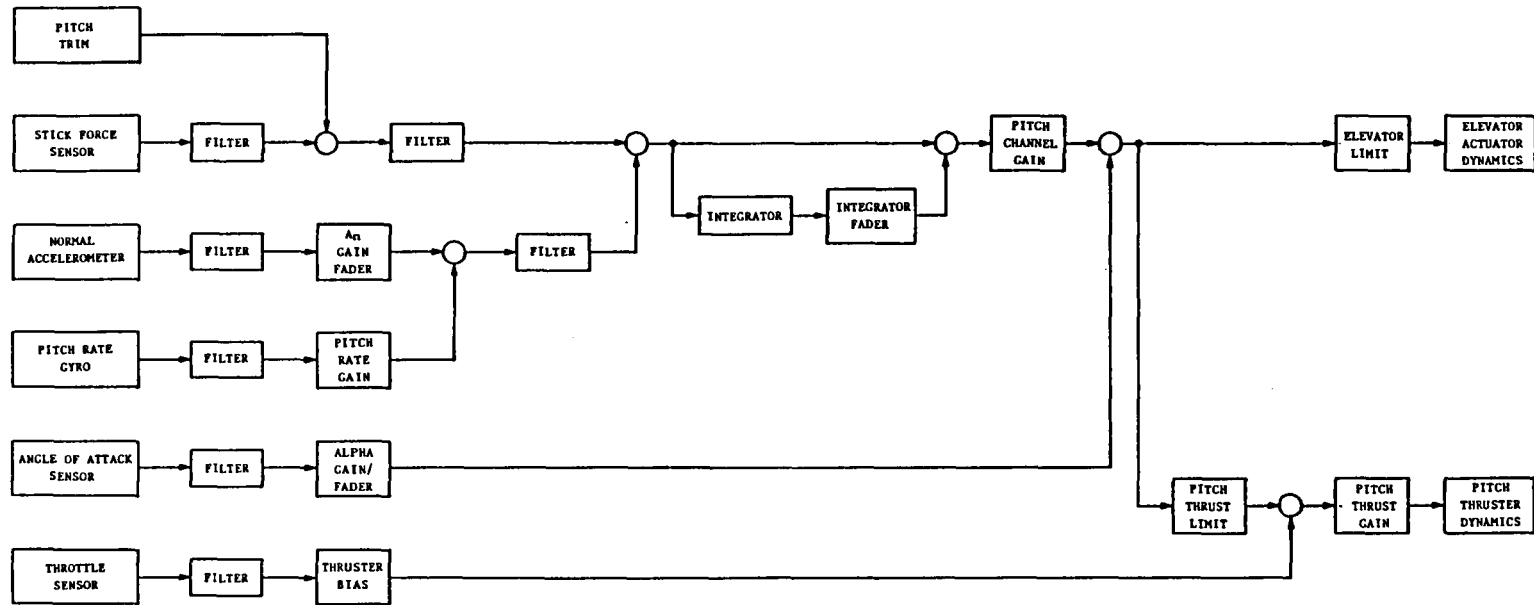 PITCH
TRIM
STICK FORCE
SENSOR
FILTER
FILTER
PITCH
CHANNEL
GAIN
ELEVATOR
LIMIT
ELEVATOR
ACTUATOR
DYNAMICS
INTEGRATOR
INTEGRATOR
FADER
NORMAL
ACCELEROMETER
FILTER
An
GAIN
FADER
FILTER
PITCH RATE
GYRO
FILTER
PITCH
RATE
GAIN
ANGLE OF ATTACK
SENSOR
FILTER
ALPHA
GAIN/
FADER
PITCH
THRUST
LIMIT
PITCH
THRUST
GAIN
PITCH
THRUSTER
DYNAMICS
THROTTLE
SENSOR
FILTER
THRUSTER
BIAS